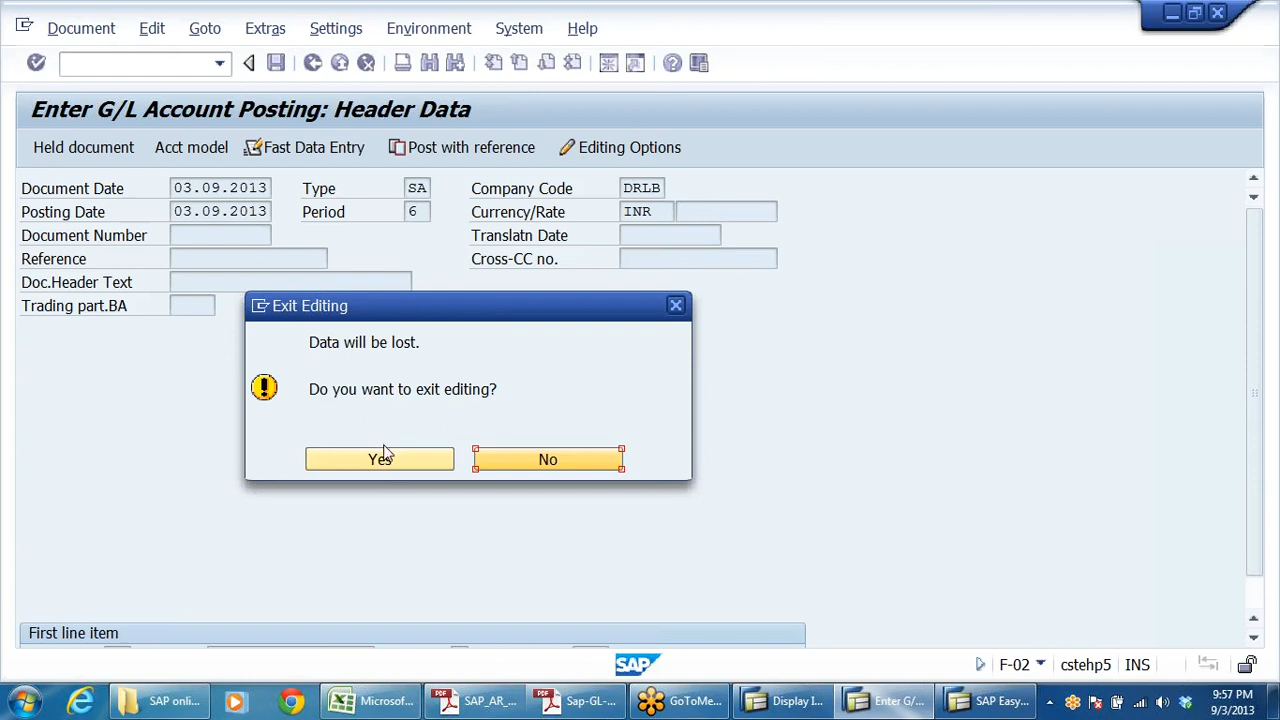 Document Edit Goto Extras Settings Environment System Help
Enter G/L Account Posting: Header Data
Held document Acct model Fast Data Entry Post with reference Editing Options
Document Date 03.09.2013 Type SA Company Code DRLB
Posting Date 03.09.2013 Period 6 Currency/Rate INR
Document Number Translatn Date
Reference Cross-CC no.
Doc.Header Text
Trading part.BA
Exit Editing
Data will be lost.
Do you want to exit editing?
Yes No
First line item
SAP F-02 cstehp5 INS
SAP onli... Microsof... PDF SAP_AR_... PDF Sap-GL-... GoToMe... Display I... Enter G/... SAP Easy... 9:57 PM
9/3/2013